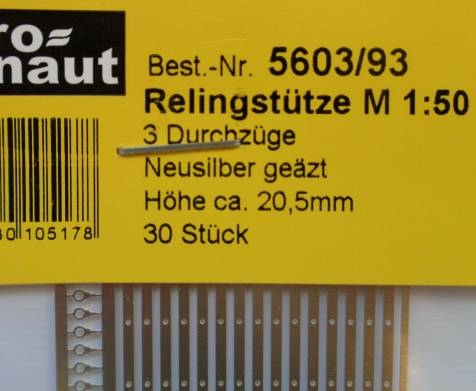 ro=
naut
Best.-Nr. 5603/93
Relingstütze M 1:50
3 Durchzüge
Neusilber geäzt
Höhe ca. 20,5mm
30 Stück
0 105178